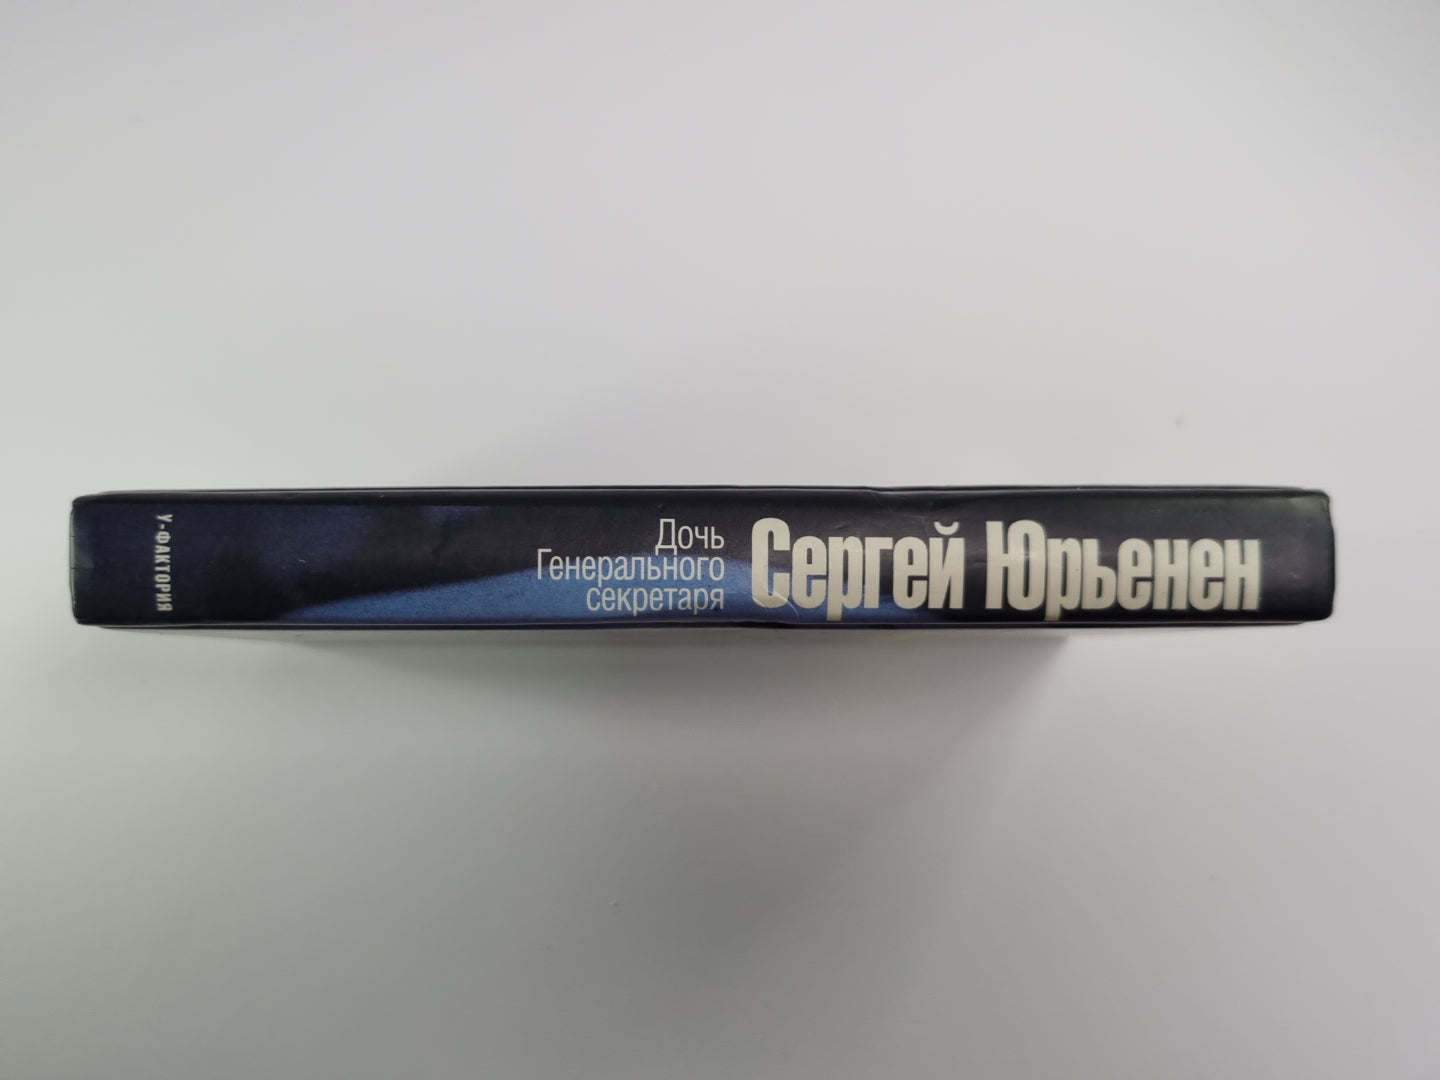 Дочь
Генерального
секретаря
Сергей Юрьенен
У-ФАКТОРИЯ